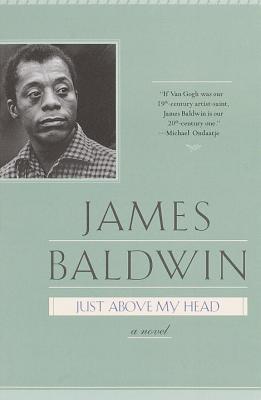 "If Van Gogh was our
19th-century artist-saint,
James Baldwin is our
20th-century one."
—Michael Ondaatje
JAMES
BALDWIN
JUST ABOVE MY HEAD
a novel